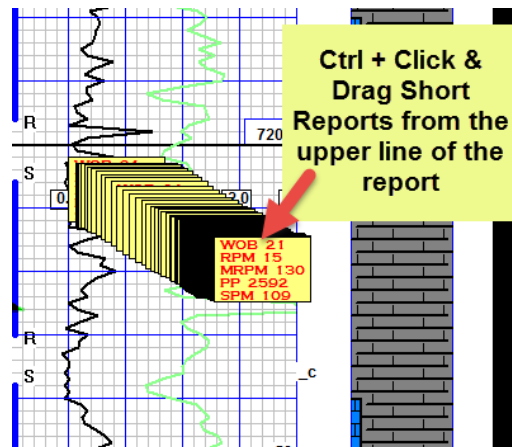 Ctrl + Click &
Drag Short
Reports from the
upper line of the
report
R
720
S
WOB 21
RPM 15
MRPM 130
PP 2592
SPM 109
R
S
_c